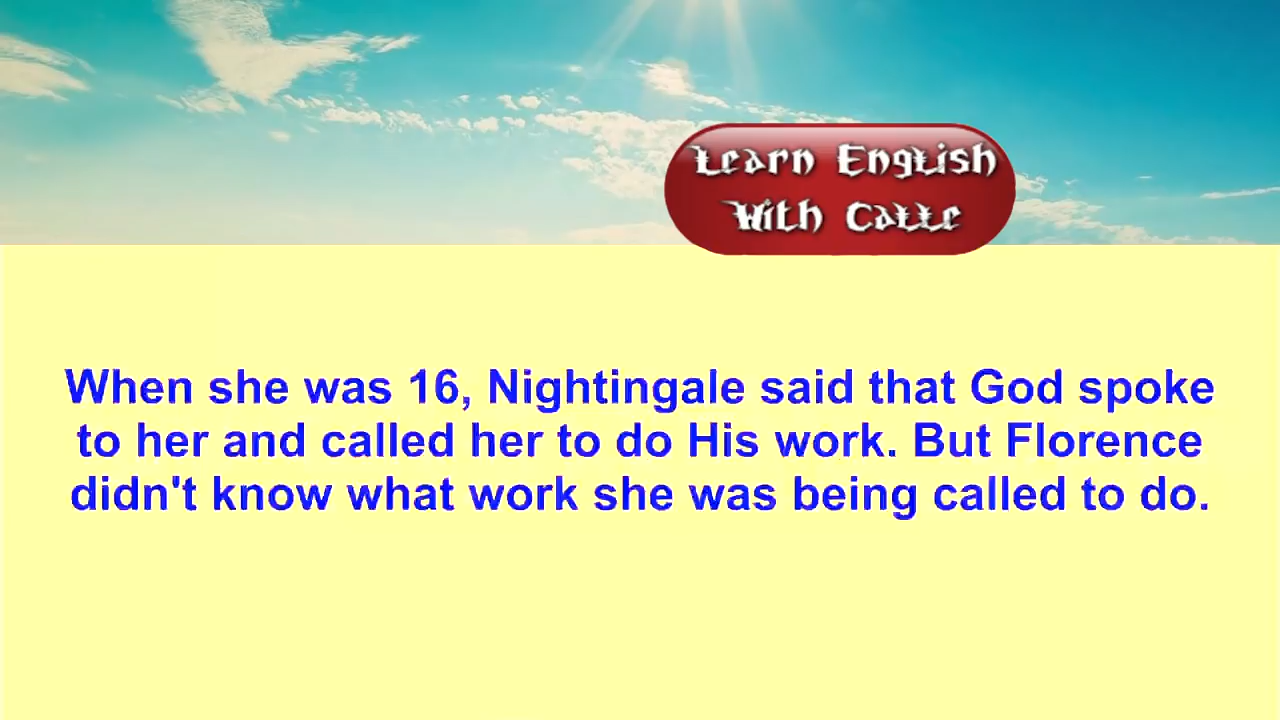 Learn English
With Calle
When she was 16, Nightingale said that God spoke
to her and called her to do His work. But Florence
didn't know what work she was being called to do.